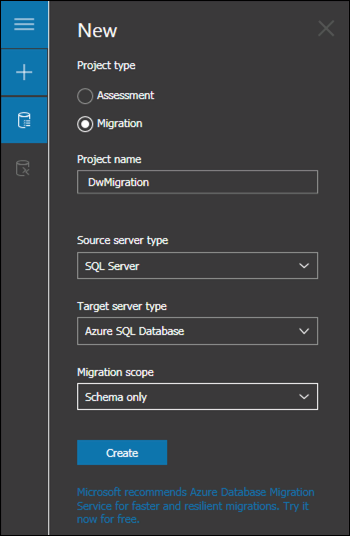 New
Project type
Assessment
Migration
Project name
DwMigration
Source server type
SQL Server
Target server type
Azure SQL Database
Migration scope
Schema only
Create
Microsoft recommends Azure Database Migration
Service for faster and resilient migrations. Try it
now for free.